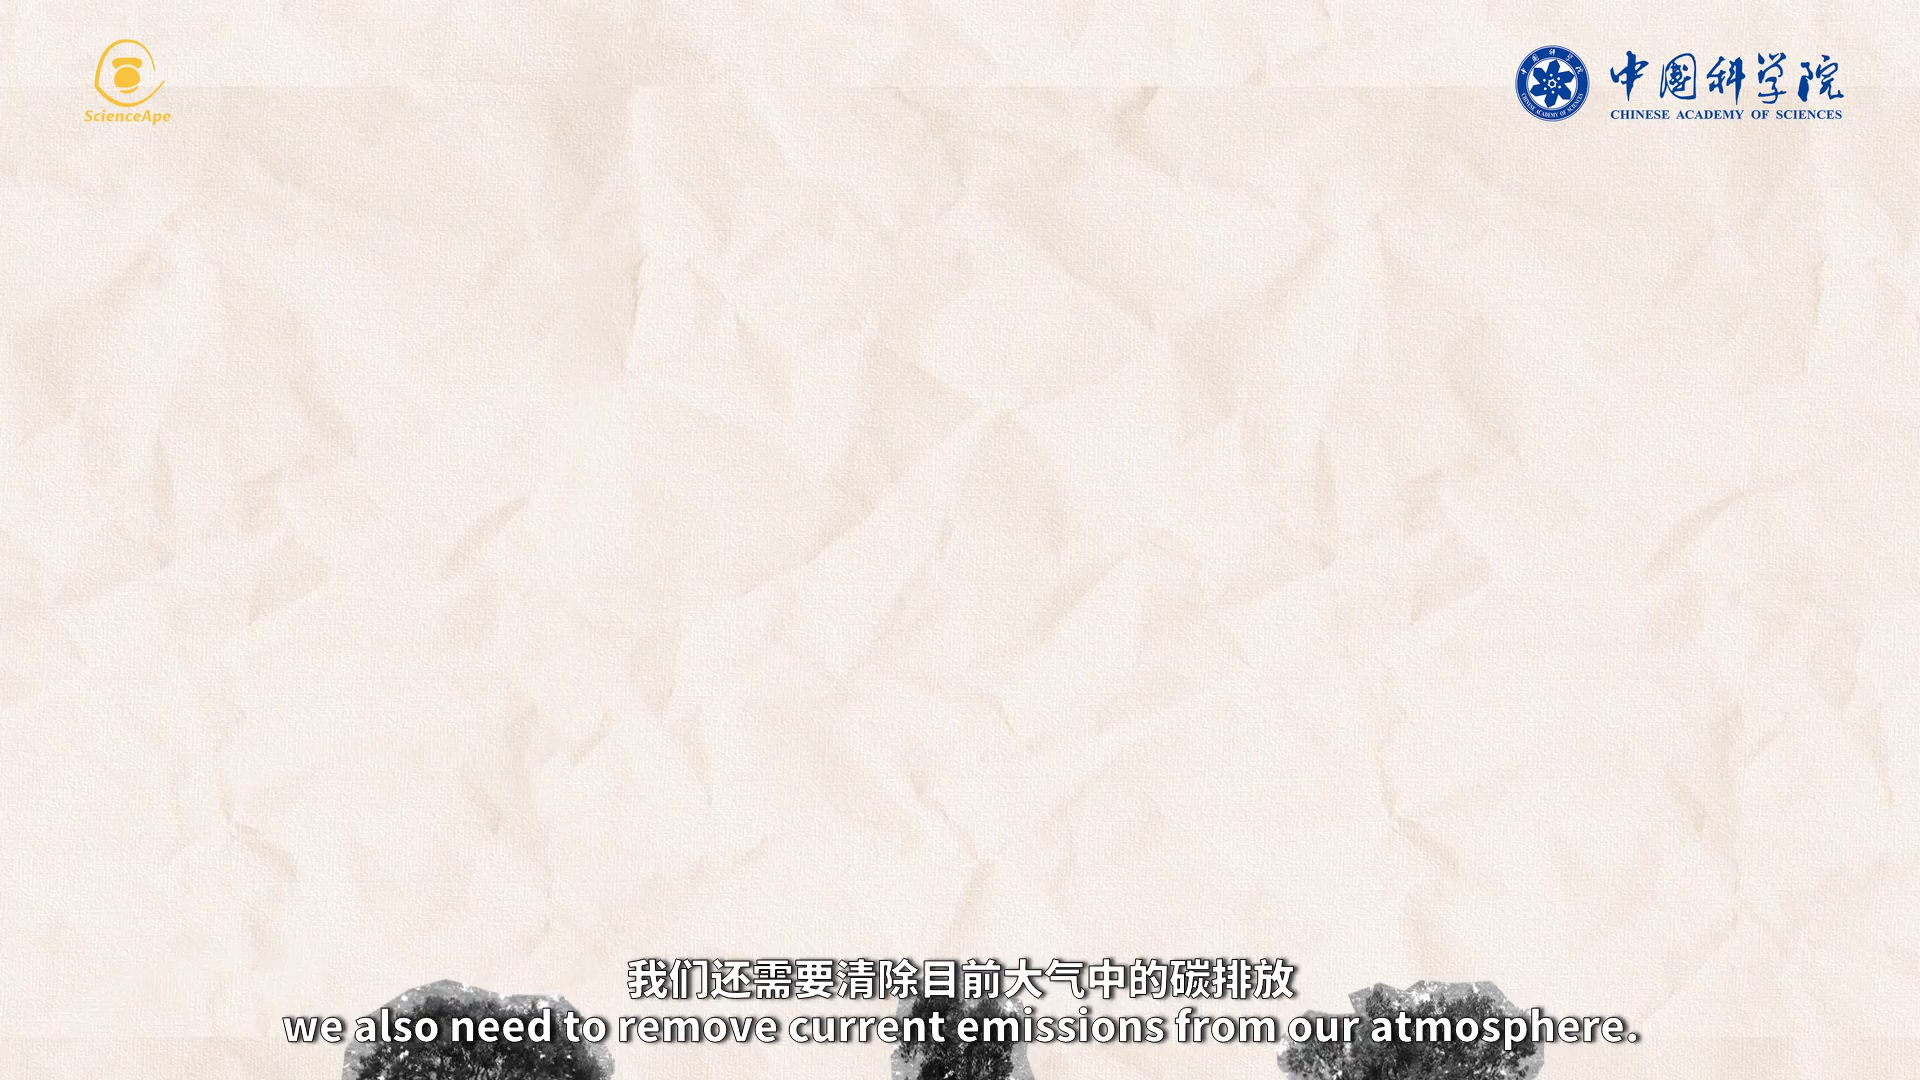 ScienceApe
中国科学院
CHINESE ACADEMY OF SCIENCES
我们还需要清除目前大气中的碳排放
we also need to remove current emissions from our atmosphere.